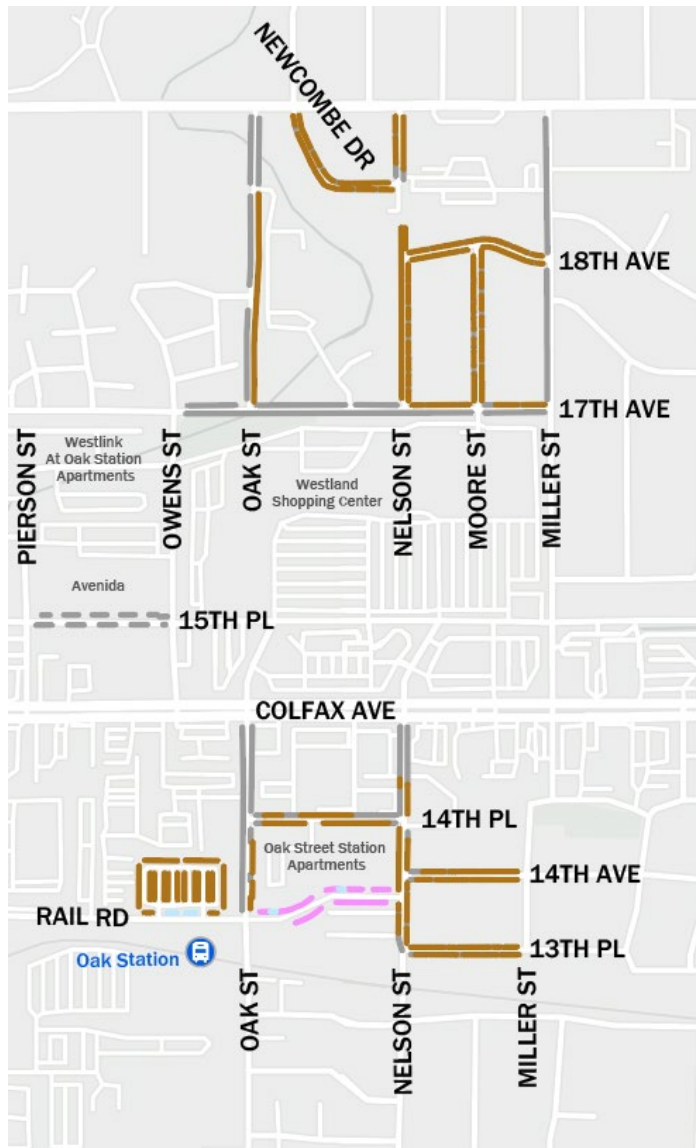 NEWCOMBE DR
18TH AVE
17TH AVE
PIERSON ST
Westlink
At Oak Station
Apartments
OWENS ST
OAK ST
Westland
Shopping Center
NELSON ST
MOORE ST
MILLER ST
Avenida
15TH PL
COLFAX AVE
14TH PL
Oak Street Station
Apartments
14TH AVE
RAIL RD
13TH PL
Oak Station
OAK ST
NELSON ST
MILLER ST